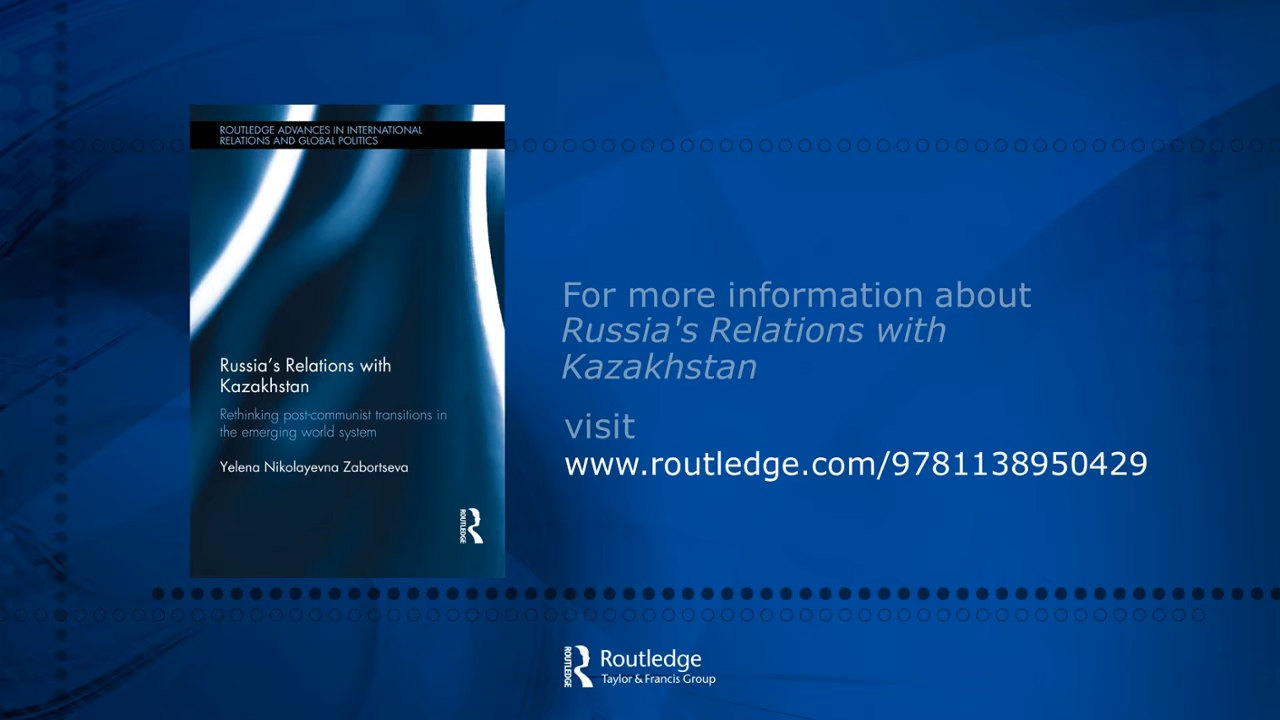 ROUTLEDGE ADVANCES IN INTERNATIONAL
RELATIONS AND GLOBAL POLITICS
Russia's Relations with
Kazakhstan
Rethinking post-communist transitions in
the emerging world system
Yelena Nikolayevna Zabortseva
ROUTLEDGE
For more information about
Russia's Relations with
Kazakhstan
visit
www.routledge.com/9781138950429
ROUTLEDGE
Routledge
Taylor & Francis Group